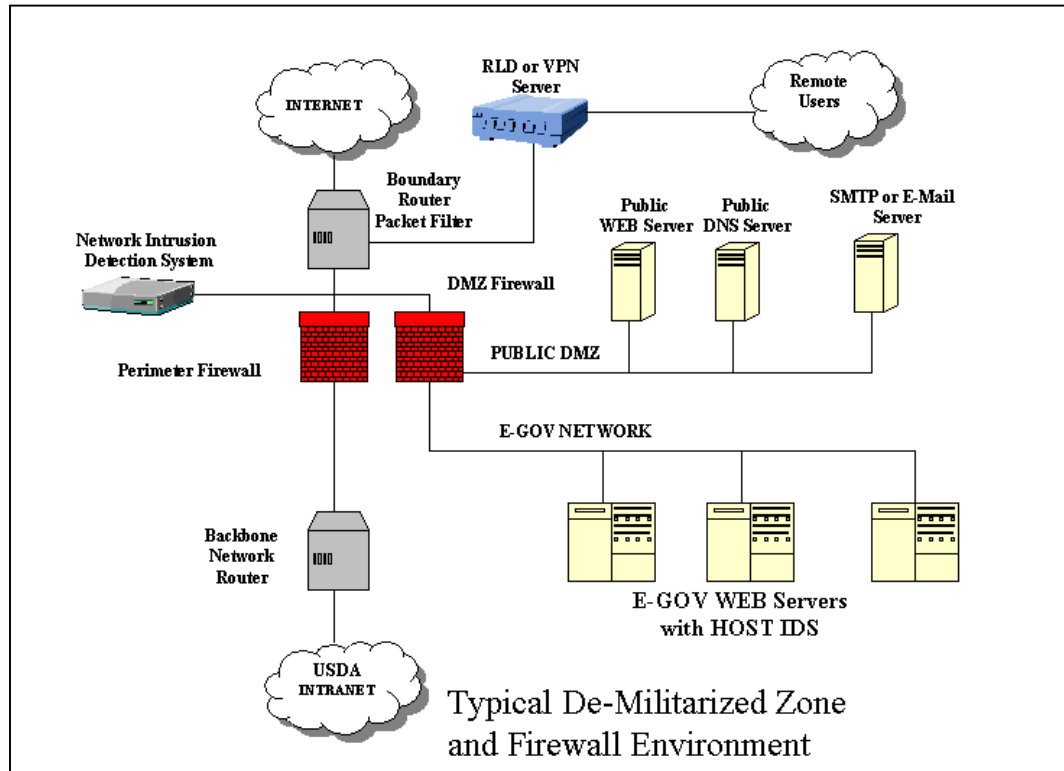 RLD or VPN
Server
Remote
Users
INTERNET
Boundary
Router
Packet Filter
Public
WEB Server
Public
DNS Server
SMTP or E-Mail
Server
Network Intrusion
Detection System
DMZ Firewall
PUBLIC DMZ
Perimeter Firewall
E-GOV NETWORK
Backbone
Network
Router
E-GOV WEB Servers
with HOST IDS
USDA
INTRANET
Typical De-Militarized Zone
and Firewall Environment